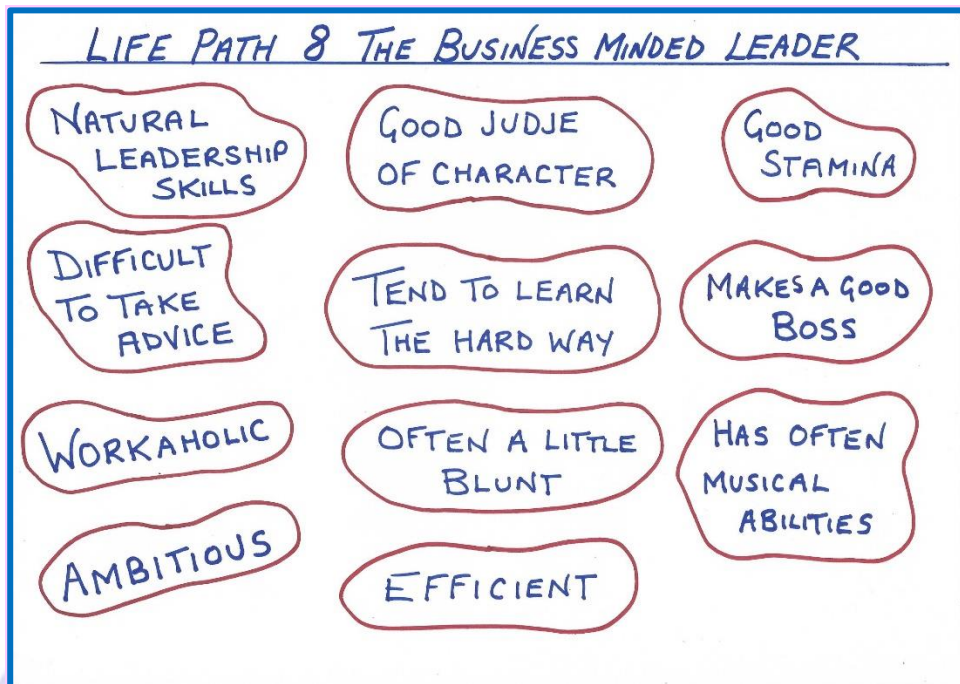 LIFE PATH 8 THE BUSINESS MINDED LEADER
NATURAL
LEADERSHIP
SKILLS
GOOD JUDJE
OF CHARACTER
GOOD
STAMINA
DIFFICULT
TO TAKE
ADVICE
TEND TO LEARN
THE HARD WAY
MAKES A GOOD
BOSS
WORKAHOLIC
OFTEN A LITTLE
BLUNT
HAS OFTEN
MUSICAL
ABILITIES
AMBITIOUS
EFFICIENT